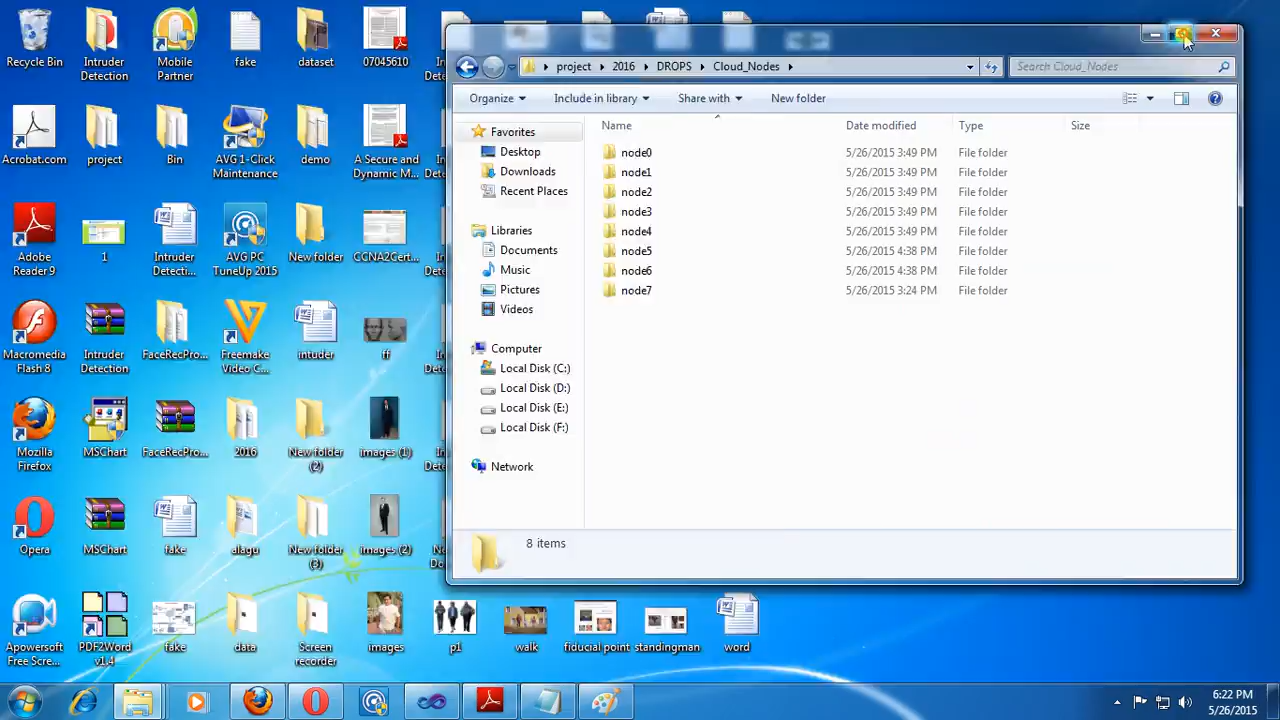 Recycle Bin
Intruder
Detection
Mobile
Partner
fake
dataset
07045610
Acrobat.com
project
Bin
AVG 1-Click
Maintenance
demo
A Secure and
Dynamic M...
Adobe
Reader 9
1
Intruder
Detecti...
AVG PC
TuneUp 2015
New folder
CCNA2Cert...
Macromedia
Flash 8
Intruder
Detection
FaceRecPro...
Freemake
Video C...
intuder
ff
Mozilla
Firefox
MSChart
FaceRecPro...
2016
New folder
(2)
images (1)
Opera
MSChart
fake
alagu
New folder
(3)
images (2)
Apowersoft
Free Scre...
PDF2Word
v1.4
fake
data
Screen
recorder
images
p1
walk
fiducial point
standingman
word
project
2016
DROPS
Cloud_Nodes
Search Cloud_Nodes
Organize
Include in library
Share with
New folder
Favorites
Desktop
Downloads
Recent Places
Libraries
Documents
Music
Pictures
Videos
Computer
Local Disk (C:)
Local Disk (D:)
Local Disk (E:)
Local Disk (F:)
Network
Name Date modified Type Size
node0 5/26/2015 3:49 PM File folder
node1 5/26/2015 3:49 PM File folder
node2 5/26/2015 3:49 PM File folder
node3 5/26/2015 3:49 PM File folder
node4 5/26/2015 3:49 PM File folder
node5 5/26/2015 4:38 PM File folder
node6 5/26/2015 4:38 PM File folder
node7 5/26/2015 3:24 PM File folder
8 items
6:22 PM
5/26/2015